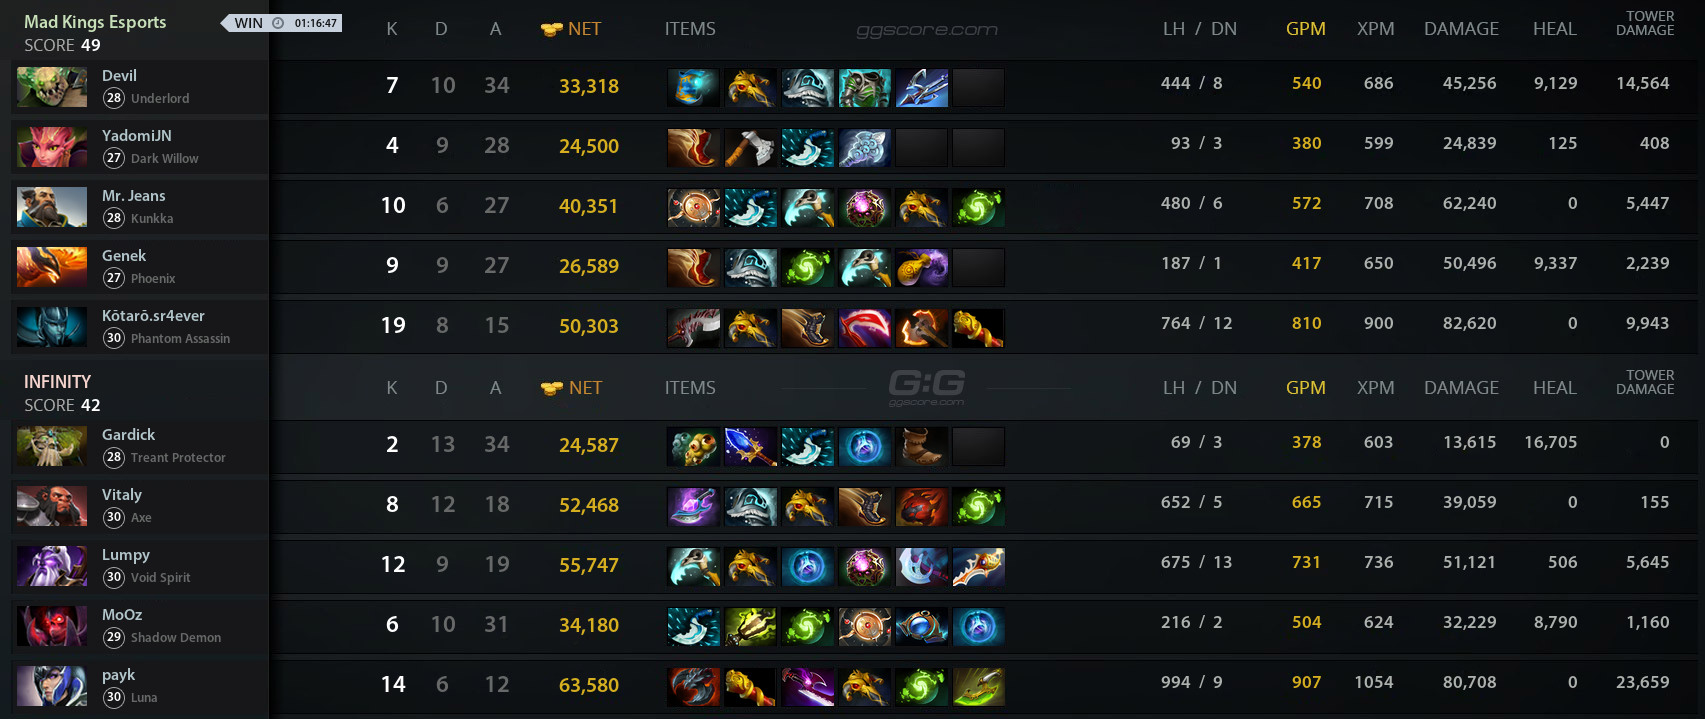 Mad Kings Esports WIN 01:16:47
SCORE 49
K D A NET ITEMS ggscore.com LH / DN GPM XPM DAMAGE HEAL TOWER DAMAGE
Devil
28 Underlord
7 10 34 33,318 444 / 8 540 686 45,256 9,129 14,564
YadomiJN
27 Dark Willow
4 9 28 24,500 93 / 3 380 599 24,839 125 408
Mr. Jeans
28 Kunkka
10 6 27 40,351 480 / 6 572 708 62,240 0 5,447
Genek
27 Phoenix
9 9 27 26,589 187 / 1 417 650 50,496 9,337 2,239
Kōtarō.sr4ever
30 Phantom Assassin
19 8 15 50,303 764 / 12 810 900 82,620 0 9,943
INFINITY
SCORE 42
K D A NET ITEMS G:G ggscore.com LH / DN GPM XPM DAMAGE HEAL TOWER DAMAGE
Gardick
28 Treant Protector
2 13 34 24,587 69 / 3 378 603 13,615 16,705 0
Vitaly
30 Axe
8 12 18 52,468 652 / 5 665 715 39,059 0 155
Lumpy
30 Void Spirit
12 9 19 55,747 675 / 13 731 736 51,121 506 5,645
MoOz
29 Shadow Demon
6 10 31 34,180 216 / 2 504 624 32,229 8,790 1,160
payk
30 Luna
14 6 12 63,580 994 / 9 907 1054 80,708 0 23,659